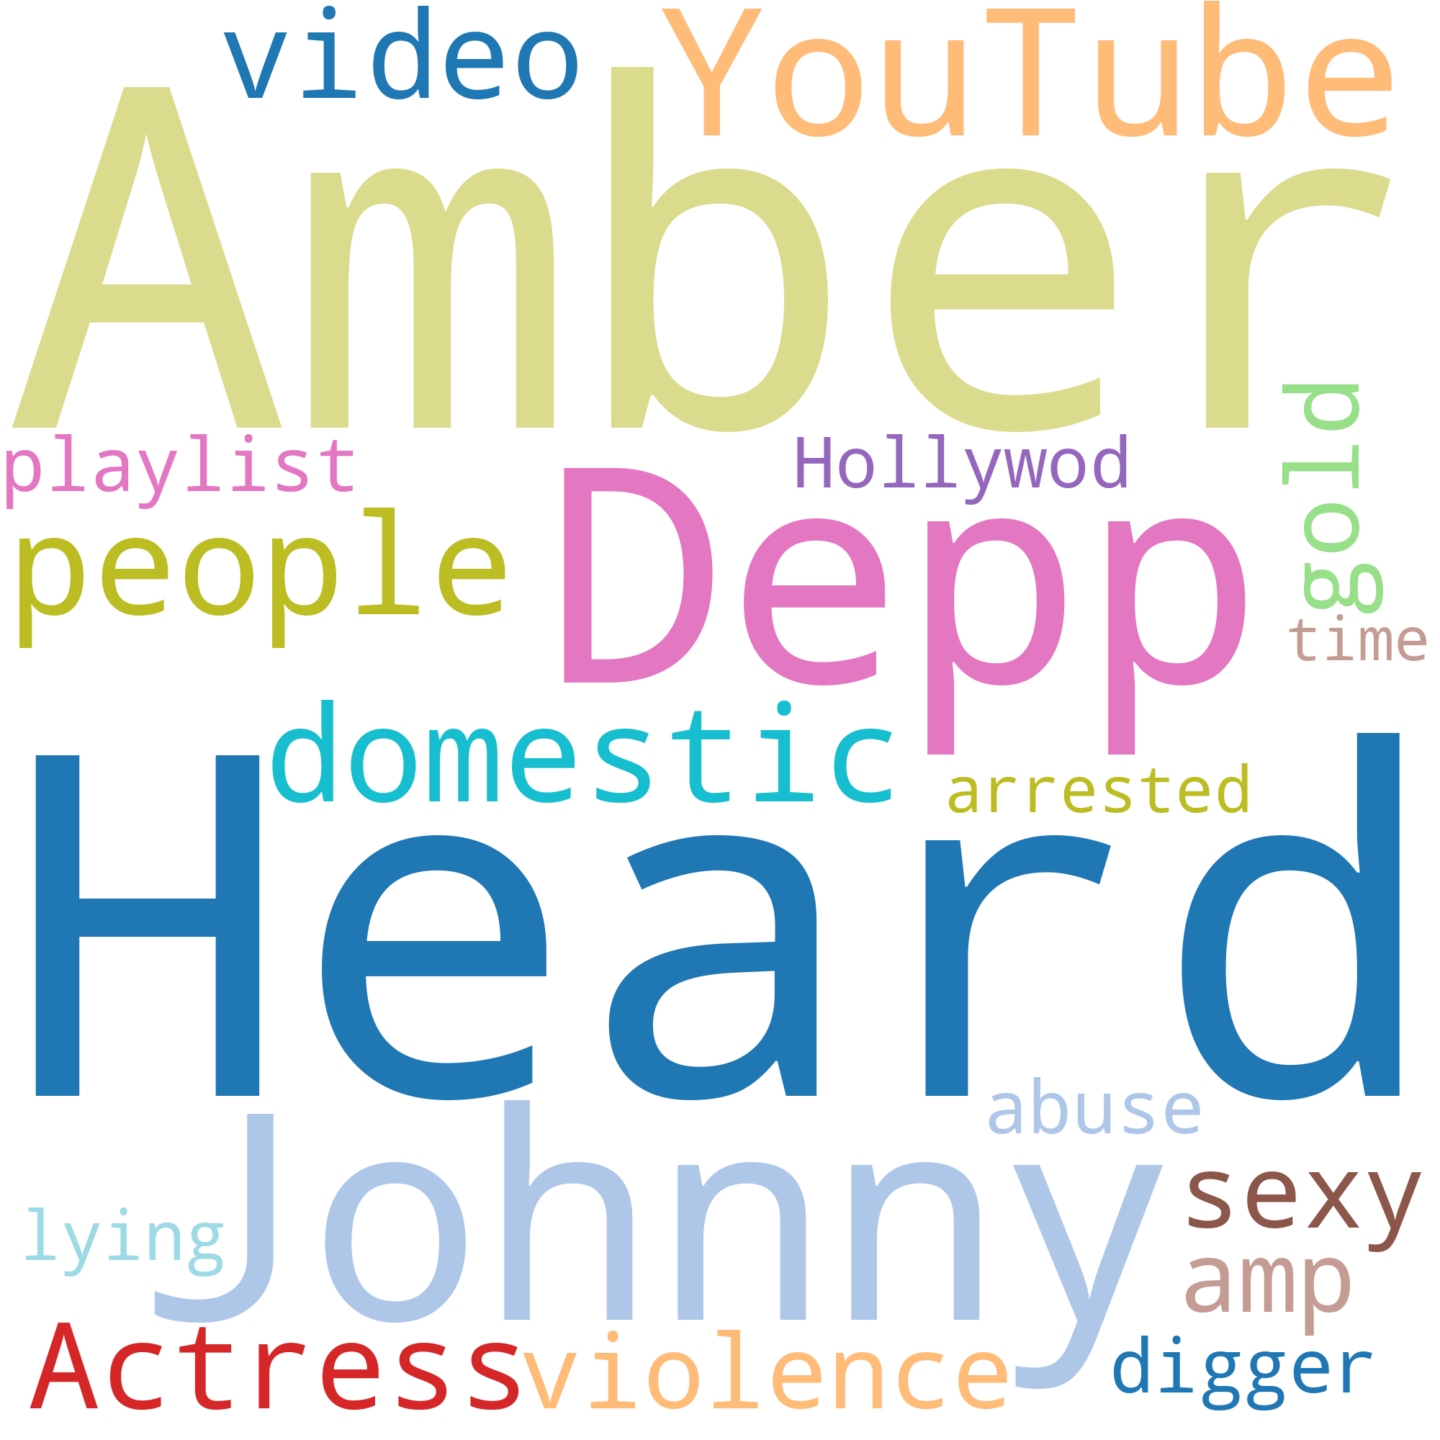 video
YouTube
Amber
gold
playlist
Hollywod
people
Depp
time
domestic
arrested
Heard
abuse
Johnny
sexy
lying
amp
Actress
violence
digger